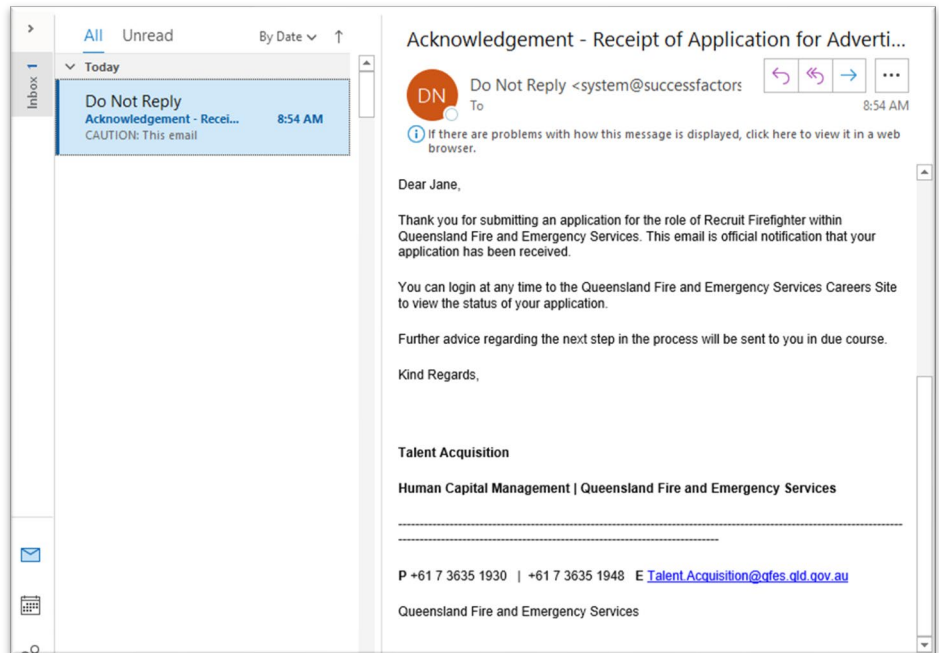 All Unread By Date
Inbox 1
Today
Do Not Reply
Acknowledgement - Recei... 8:54 AM
CAUTION: This email
Acknowledgement - Receipt of Application for Adverti...
DN
Do Not Reply <system@successfactors
To
8:54 AM
If there are problems with how this message is displayed, click here to view it in a web
browser.
Dear Jane,
Thank you for submitting an application for the role of Recruit Firefighter within
Queensland Fire and Emergency Services. This email is official notification that your
application has been received.
You can login at any time to the Queensland Fire and Emergency Services Careers Site
to view the status of your application.
Further advice regarding the next step in the process will be sent to you in due course.
Kind Regards,
Talent Acquisition
Human Capital Management | Queensland Fire and Emergency Services
P +61 7 3635 1930 | +61 7 3635 1948 E Talent.Acquisition@qfes.qld.gov.au
Queensland Fire and Emergency Services